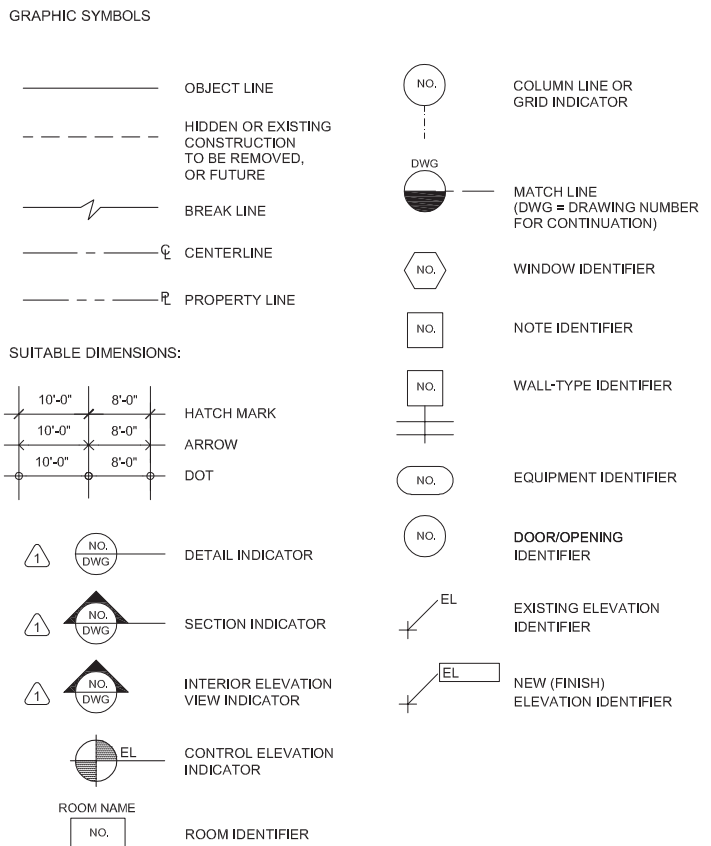 GRAPHIC SYMBOLS
OBJECT LINE
HIDDEN OR EXISTING
CONSTRUCTION
TO BE REMOVED,
OR FUTURE
BREAK LINE
℄ CENTERLINE
PL PROPERTY LINE
SUITABLE DIMENSIONS:
10'-0" 8'-0" HATCH MARK
10'-0" 8'-0" ARROW
10'-0" 8'-0" DOT
1 NO. DETAIL INDICATOR
DWG
1 NO. SECTION INDICATOR
DWG
1 NO. INTERIOR ELEVATION
DWG VIEW INDICATOR
EL CONTROL ELEVATION
INDICATOR
ROOM NAME
NO. ROOM IDENTIFIER
NO. COLUMN LINE OR
GRID INDICATOR
DWG
MATCH LINE
(DWG = DRAWING NUMBER
FOR CONTINUATION)
NO. WINDOW IDENTIFIER
NO. NOTE IDENTIFIER
NO. WALL-TYPE IDENTIFIER
NO. EQUIPMENT IDENTIFIER
NO. DOOR/OPENING
IDENTIFIER
EL EXISTING ELEVATION
IDENTIFIER
EL NEW (FINISH)
ELEVATION IDENTIFIER